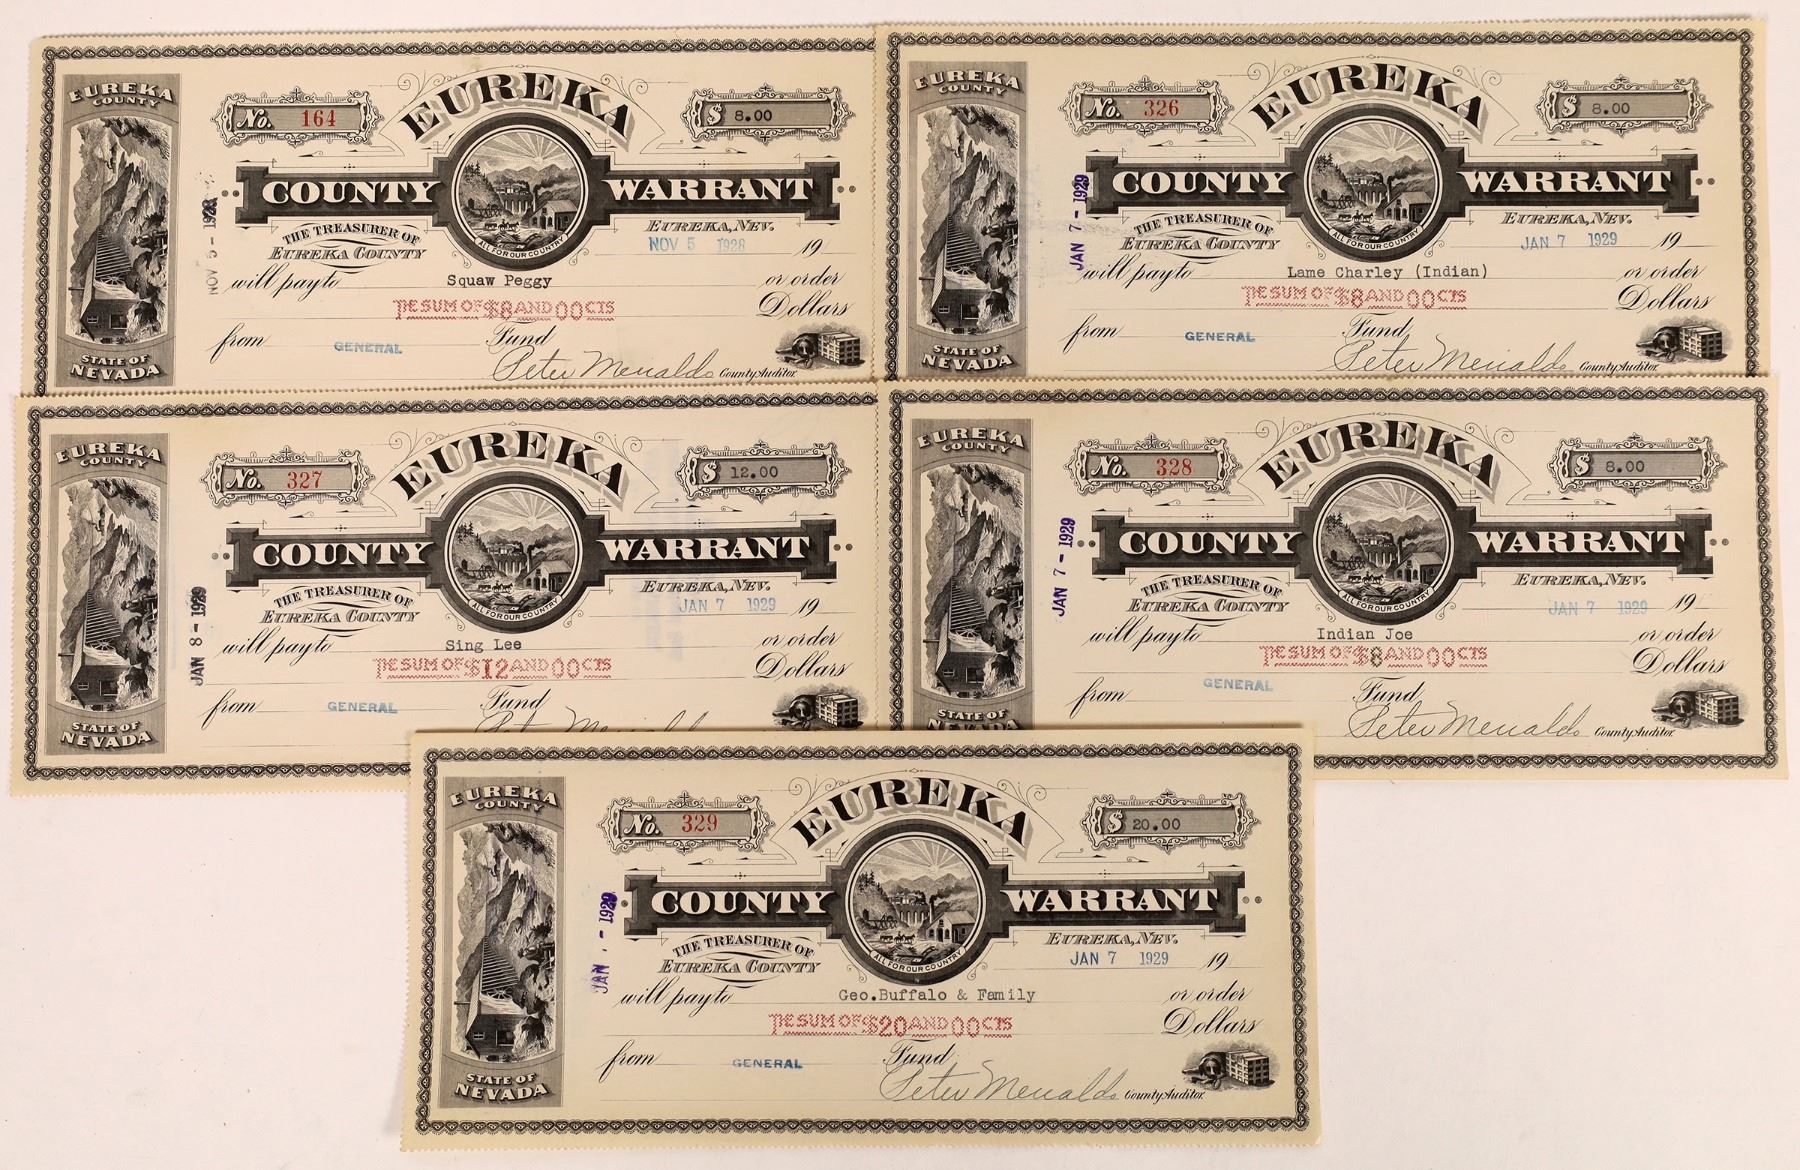 EUREKA
COUNTY
STATE OF
NEVADA
NOV 5 - 1928
No. 164
EUREKA
$ 8.00
COUNTY WARRANT
ALL FOR OUR COUNTRY
THE TREASURER OF
EUREKA COUNTY
EUREKA, NEV.
NOV 5 1928 19
will pay to Squaw Peggy or order
THE SUM OF $8 AND 00 CTS Dollars
from GENERAL Fund
Peter Merialdo County Auditor.
EUREKA
COUNTY
STATE OF
NEVADA
JAN 7 - 1929
No. 326
EUREKA
$ 8.00
COUNTY WARRANT
ALL FOR OUR COUNTRY
THE TREASURER OF
EUREKA COUNTY
EUREKA, NEV.
JAN 7 1929 19
will pay to Lame Charley (Indian) or order
THE SUM OF $8 AND 00 CTS Dollars
from GENERAL Fund
Peter Merialdo County Auditor.
EUREKA
COUNTY
STATE OF
NEVADA
JAN 8 - 1929
No. 327
EUREKA
$ 12.00
COUNTY WARRANT
ALL FOR OUR COUNTRY
THE TREASURER OF
EUREKA COUNTY
EUREKA, NEV.
JAN 7 1929 19
will pay to Sing Lee or order
THE SUM OF $12 AND 00 CTS Dollars
from GENERAL Fund
EUREKA
COUNTY
STATE OF
NEVADA
JAN 7 - 1929
No. 328
EUREKA
$ 8.00
COUNTY WARRANT
ALL FOR OUR COUNTRY
THE TREASURER OF
EUREKA COUNTY
EUREKA, NEV.
JAN 7 1929 19
will pay to Indian Joe or order
THE SUM OF $8 AND 00 CTS Dollars
from GENERAL Fund
Peter Merialdo County Auditor.
EUREKA
COUNTY
STATE OF
NEVADA
JAN - 1929
No. 329
EUREKA
$ 20.00
COUNTY WARRANT
ALL FOR OUR COUNTRY
THE TREASURER OF
EUREKA COUNTY
EUREKA, NEV.
JAN 7 1929 19
will pay to Geo.Buffalo & Family or order
THE SUM OF $20 AND 00 CTS Dollars
from GENERAL Fund
Peter Merialdo County Auditor.